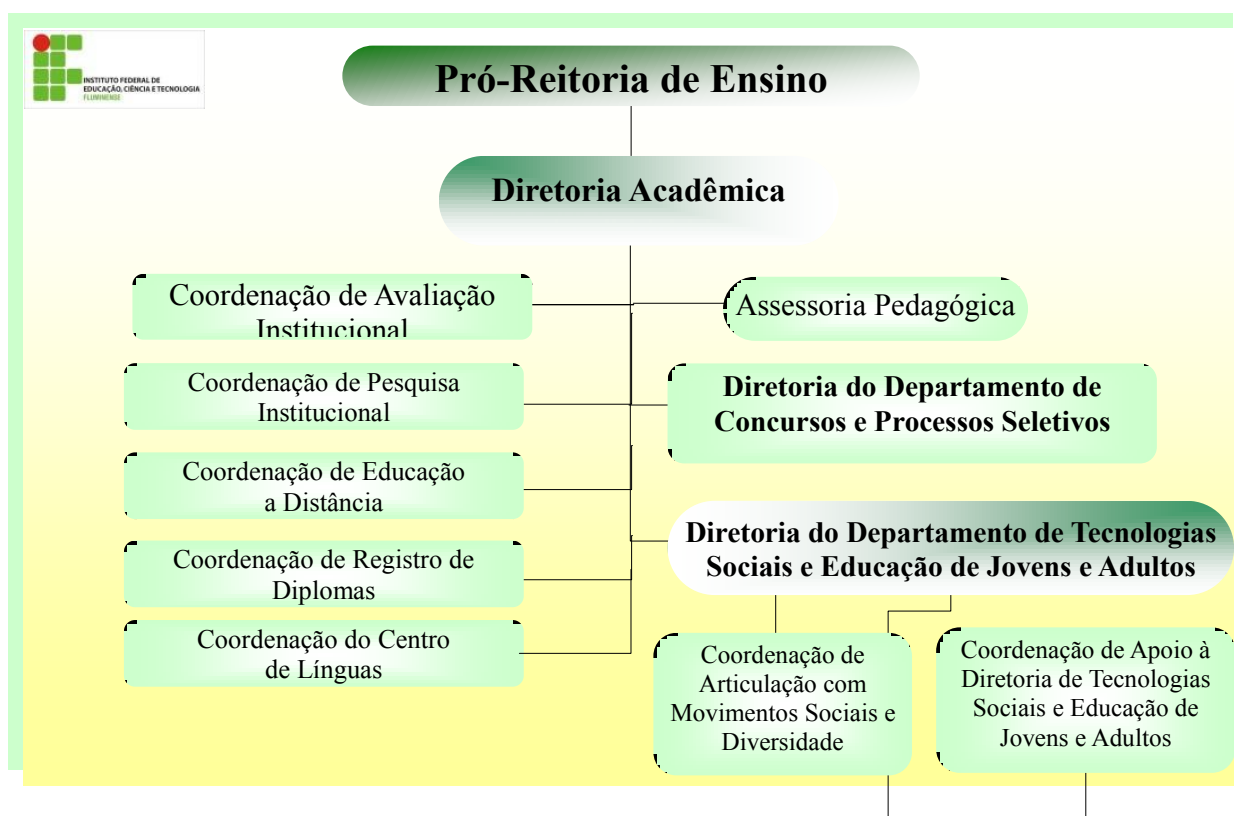 INSTITUTO FEDERAL DE
EDUCAÇÃO, CIÊNCIA E TECNOLOGIA
FLUMINENSE
Pró-Reitoria de Ensino
Diretoria Acadêmica
Coordenação de Avaliação
Institucional
Assessoria Pedagógica
Coordenação de Pesquisa
Institucional
Diretoria do Departamento de
Concursos e Processos Seletivos
Coordenação de Educação
a Distância
Diretoria do Departamento de Tecnologias
Sociais e Educação de Jovens e Adultos
Coordenação de Registro de
Diplomas
Coordenação do Centro
de Línguas
Coordenação de
Articulação com
Movimentos Sociais e
Diversidade
Coordenação de Apoio à
Diretoria de Tecnologias
Sociais e Educação de
Jovens e Adultos